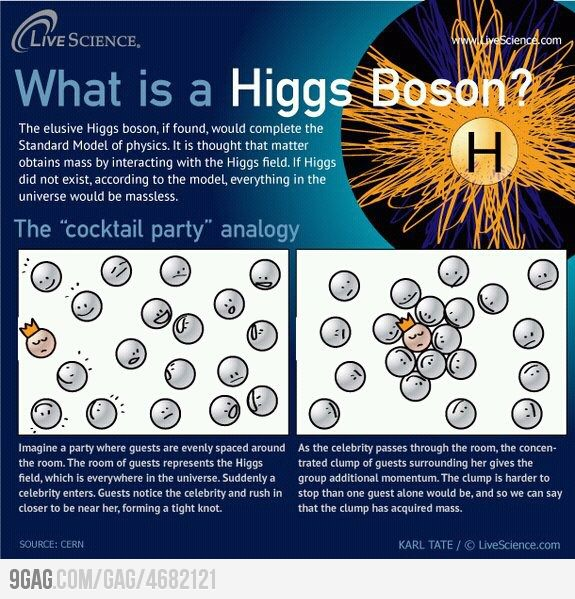 LIVESCIENCE®
www.LiveScience.com
What is a Higgs Boson?
The elusive Higgs boson, if found, would complete the
Standard Model of physics. It is thought that matter
obtains mass by interacting with the Higgs field. If Higgs
did not exist, according to the model, everything in the
universe would be massless.
H
The “cocktail party” analogy
Imagine a party where guests are evenly spaced around
the room. The room of guests represents the Higgs
field, which is everywhere in the universe. Suddenly a
celebrity enters. Guests notice the celebrity and rush in
closer to be near her, forming a tight knot.
As the celebrity passes through the room, the concen-
trated clump of guests surrounding her gives the
group additional momentum. The clump is harder to
stop than one guest alone would be, and so we can say
that the clump has acquired mass.
SOURCE: CERN
KARL TATE / © LiveScience.com
9GAG.COM/GAG/4682121